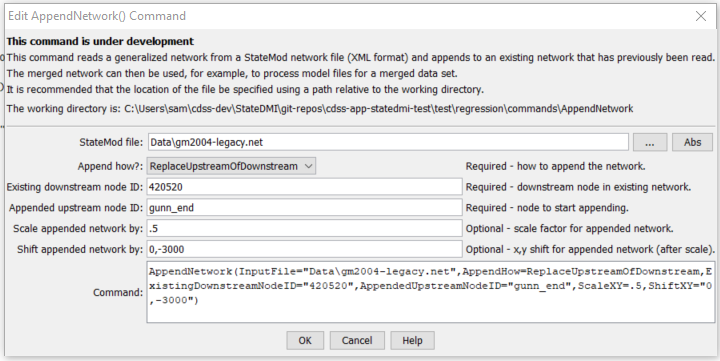 Edit AppendNetwork() Command
This command is under development
This command reads a generalized network from a StateMod network file (XML format) and appends to an existing network that has previously been read.
The merged network can then be used, for example, to process model files for a merged data set.
It is recommended that the location of the file be specified using a path relative to the working directory.
The working directory is: C:\Users\sam\cdss-dev\StateDMI\git-repos\cdss-app-statedmi-test\test\regression\commands\AppendNetwork
StateMod file: Data\gm2004-legacy.net ... Abs
Append how?: ReplaceUpstreamOfDownstream Required - how to append the network.
Existing downstream node ID: 420520 Required - downstream node in existing network.
Appended upstream node ID: gunn_end Required - node to start appending.
Scale appended network by: .5 Optional - scale factor for appended network.
Shift appended network by: 0,-3000 Optional - x,y shift for appended network (after scale).
Command: AppendNetwork(InputFile="Data\gm2004-legacy.net",AppendHow=ReplaceUpstreamOfDownstream,E
xistingDownstreamNodeID="420520",AppendedUpstreamNodeID="gunn_end",ScaleXY=.5,ShiftXY="0
,-3000")
OK Cancel Help